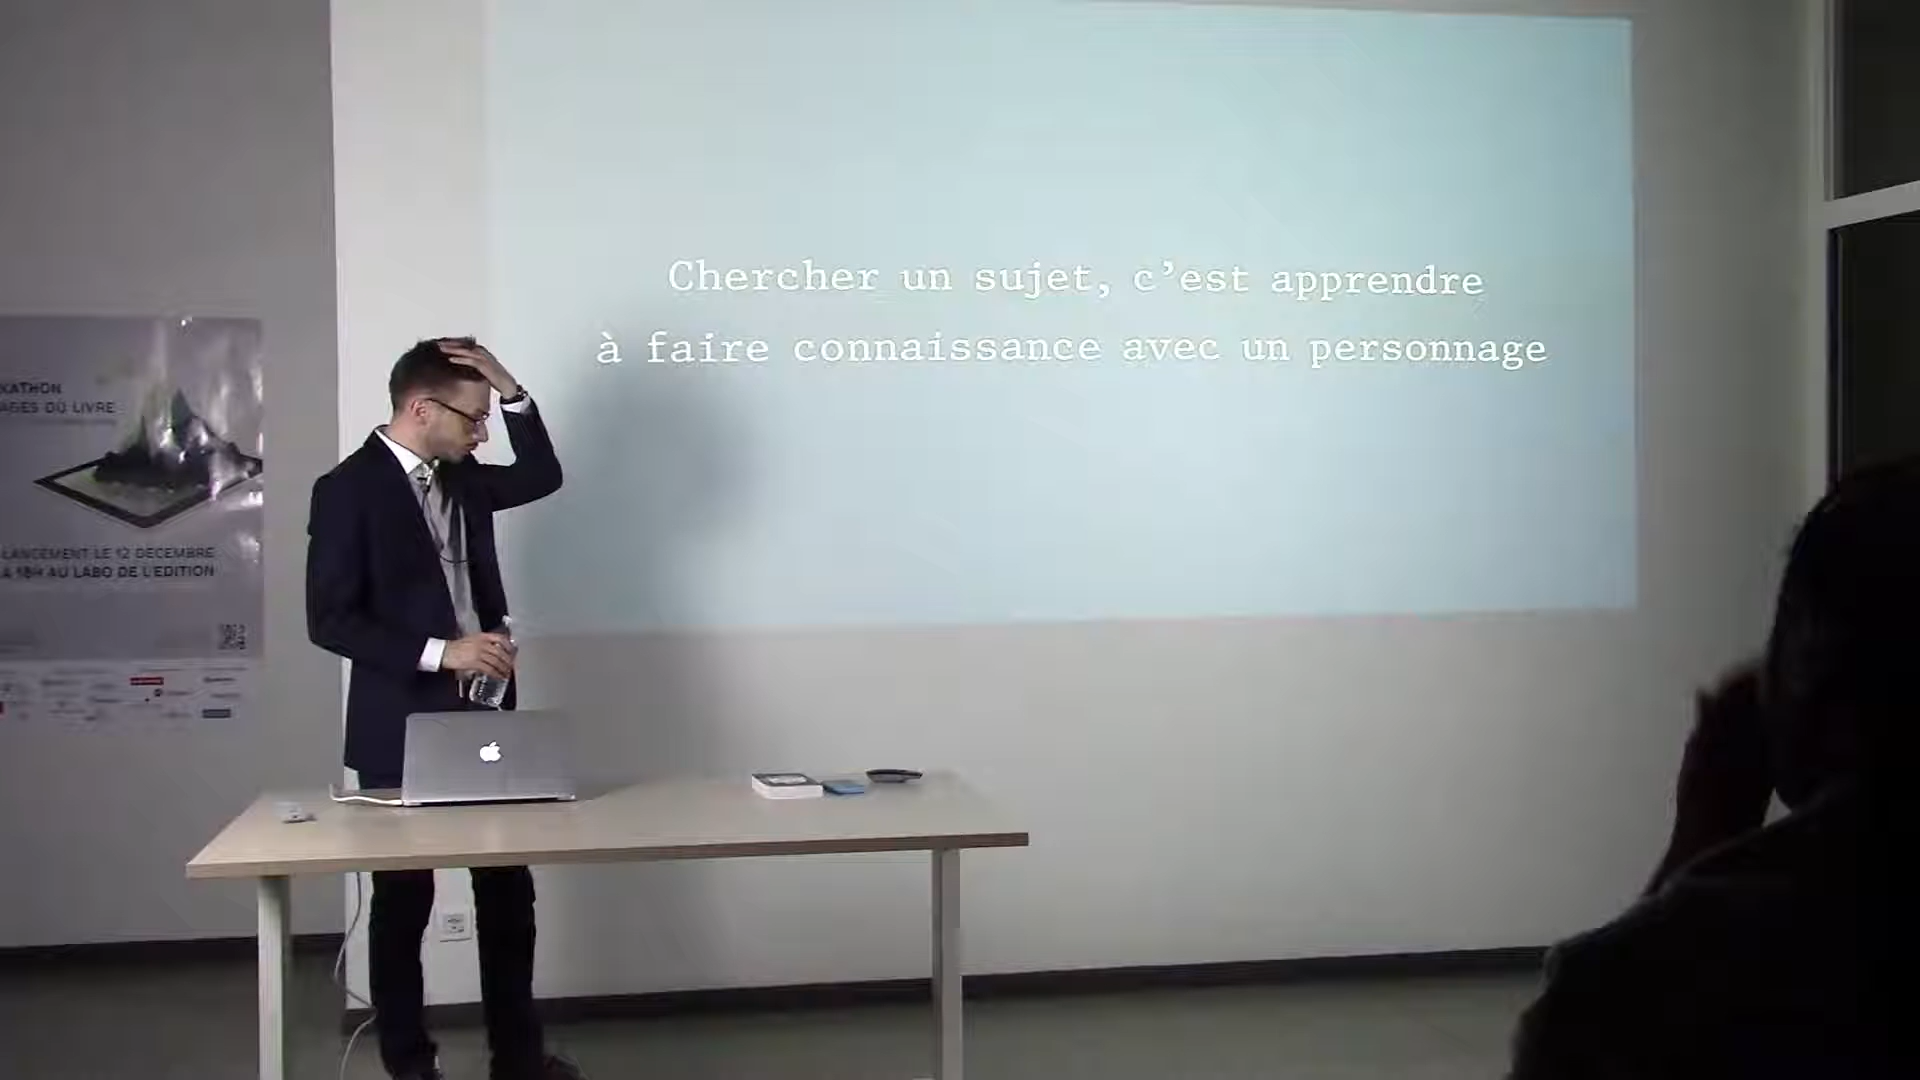 Chercher un sujet, c’est apprendre
à faire connaissance avec un personnage
KATHON
AGES DU LIVRE
LANCEMENT LE 12 DECEMBRE
À 18H AU LABO DE L'EDITION